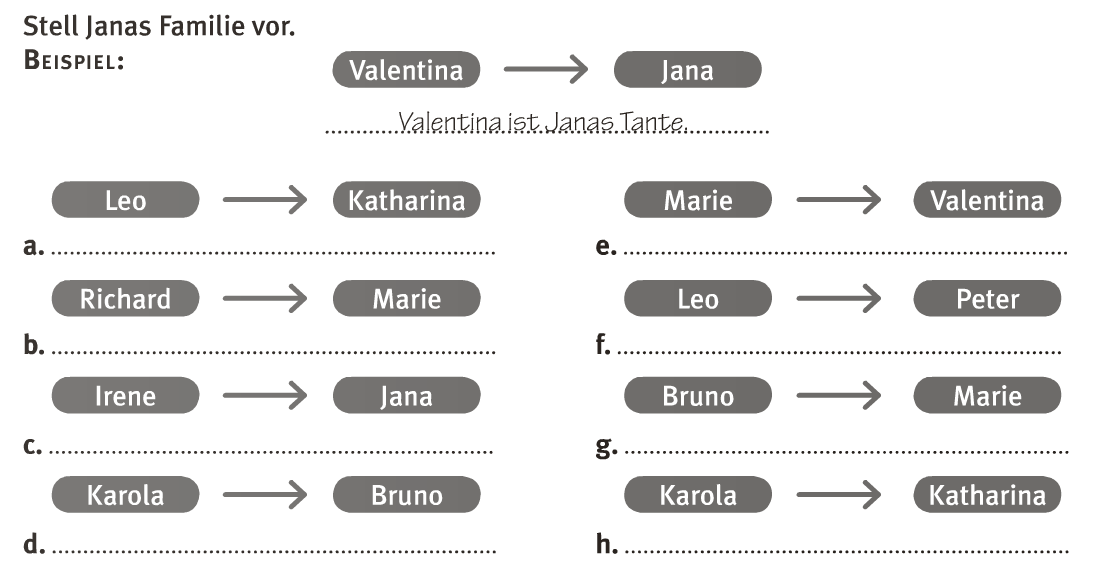 Stell Janas Familie vor.
BEISPIEL:
Valentina Jana
Valentina ist Janas Tante.
Leo Katharina
a.
Richard Marie
b.
Irene Jana
c.
Karola Bruno
d.
Marie Valentina
e.
Leo Peter
f.
Bruno Marie
g.
Karola Katharina
h.